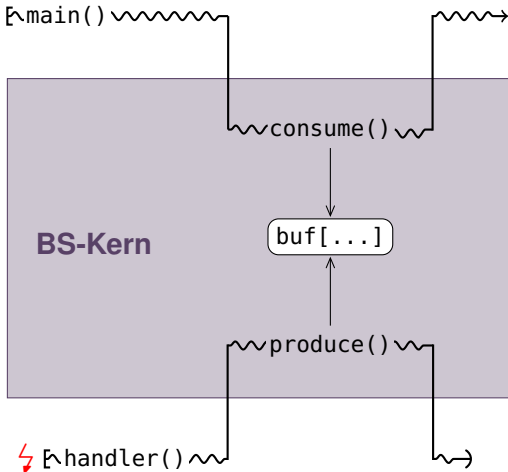 main()
consume()
buf[...]
BS-Kern
produce()
handler()